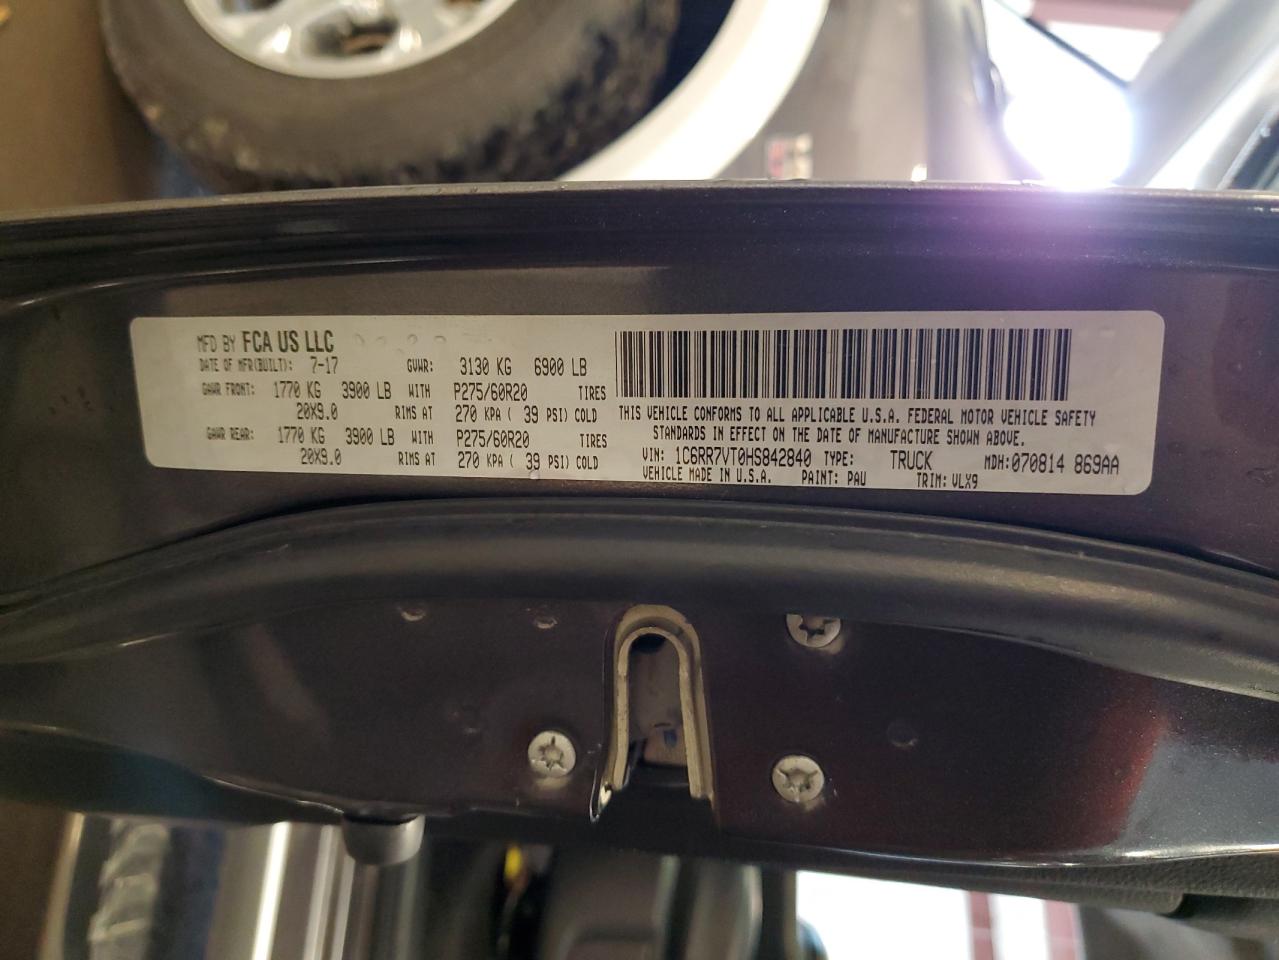 MFD BY FCA US LLC
DATE OF MFR(BUILT): 7-17 GVWR: 3130 KG 6900 LB
GAWR FRONT: 1770 KG 3900 LB WITH P275/60R20 TIRES
20X9.0 RIMS AT 270 KPA ( 39 PSI) COLD
GAWR REAR: 1770 KG 3900 LB WITH P275/60R20 TIRES
20X9.0 RIMS AT 270 KPA ( 39 PSI) COLD
THIS VEHICLE CONFORMS TO ALL APPLICABLE U.S.A. FEDERAL MOTOR VEHICLE SAFETY
STANDARDS IN EFFECT ON THE DATE OF MANUFACTURE SHOWN ABOVE.
VIN: 1C6RR7VT0HS842840 TYPE: TRUCK MDH:070814 869AA
VEHICLE MADE IN U.S.A. PAINT: PAU TRIM: VLX9